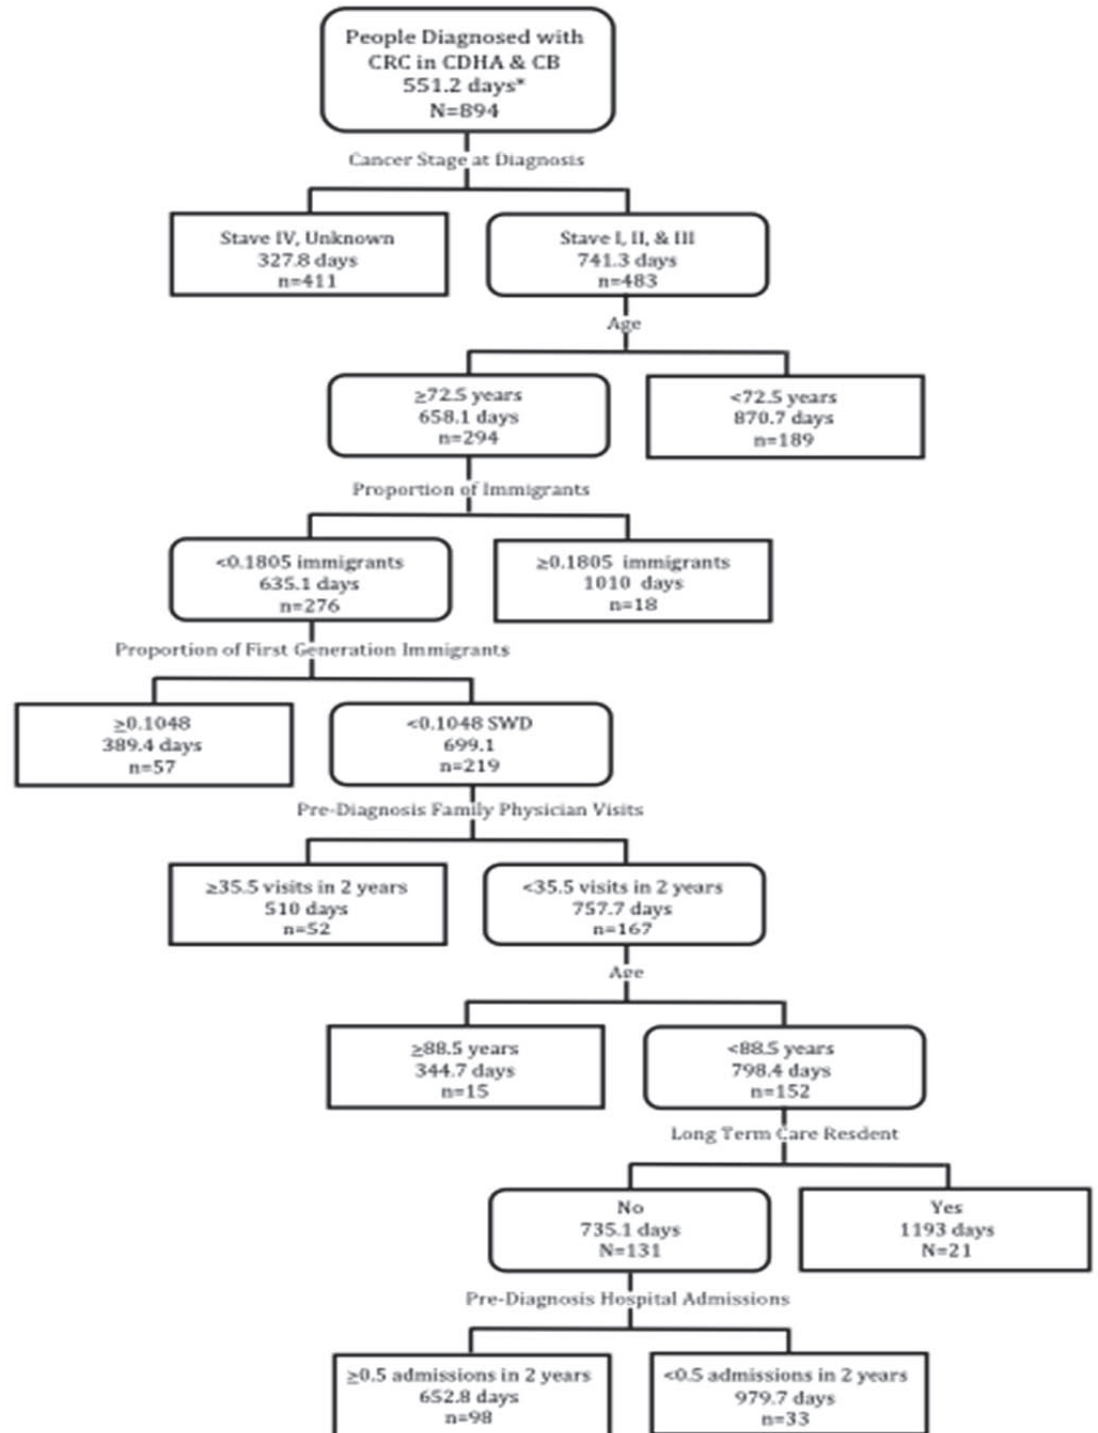 People Diagnosed with
CRC in CDHA & CB
551.2 days*
N=894
Cancer Stage at Diagnosis
Stave IV, Unknown
327.8 days
n=411
Stave I, II, & III
741.3 days
n=483
Age
≥72.5 years
658.1 days
n=294
<72.5 years
870.7 days
n=189
Proportion of Immigrants
<0.1805 immigrants
635.1 days
n=276
≥0.1805 immigrants
1010 days
n=18
Proportion of First Generation Immigrants
≥0.1048
389.4 days
n=57
<0.1048 SWD
699.1
n=219
Pre-Diagnosis Family Physician Visits
≥35.5 visits in 2 years
510 days
n=52
<35.5 visits in 2 years
757.7 days
n=167
Age
≥88.5 years
344.7 days
n=15
<88.5 years
798.4 days
n=152
Long Term Care Resdent
No
735.1 days
N=131
Yes
1193 days
N=21
Pre-Diagnosis Hospital Admissions
≥0.5 admissions in 2 years
652.8 days
n=98
<0.5 admissions in 2 years
979.7 days
n=33